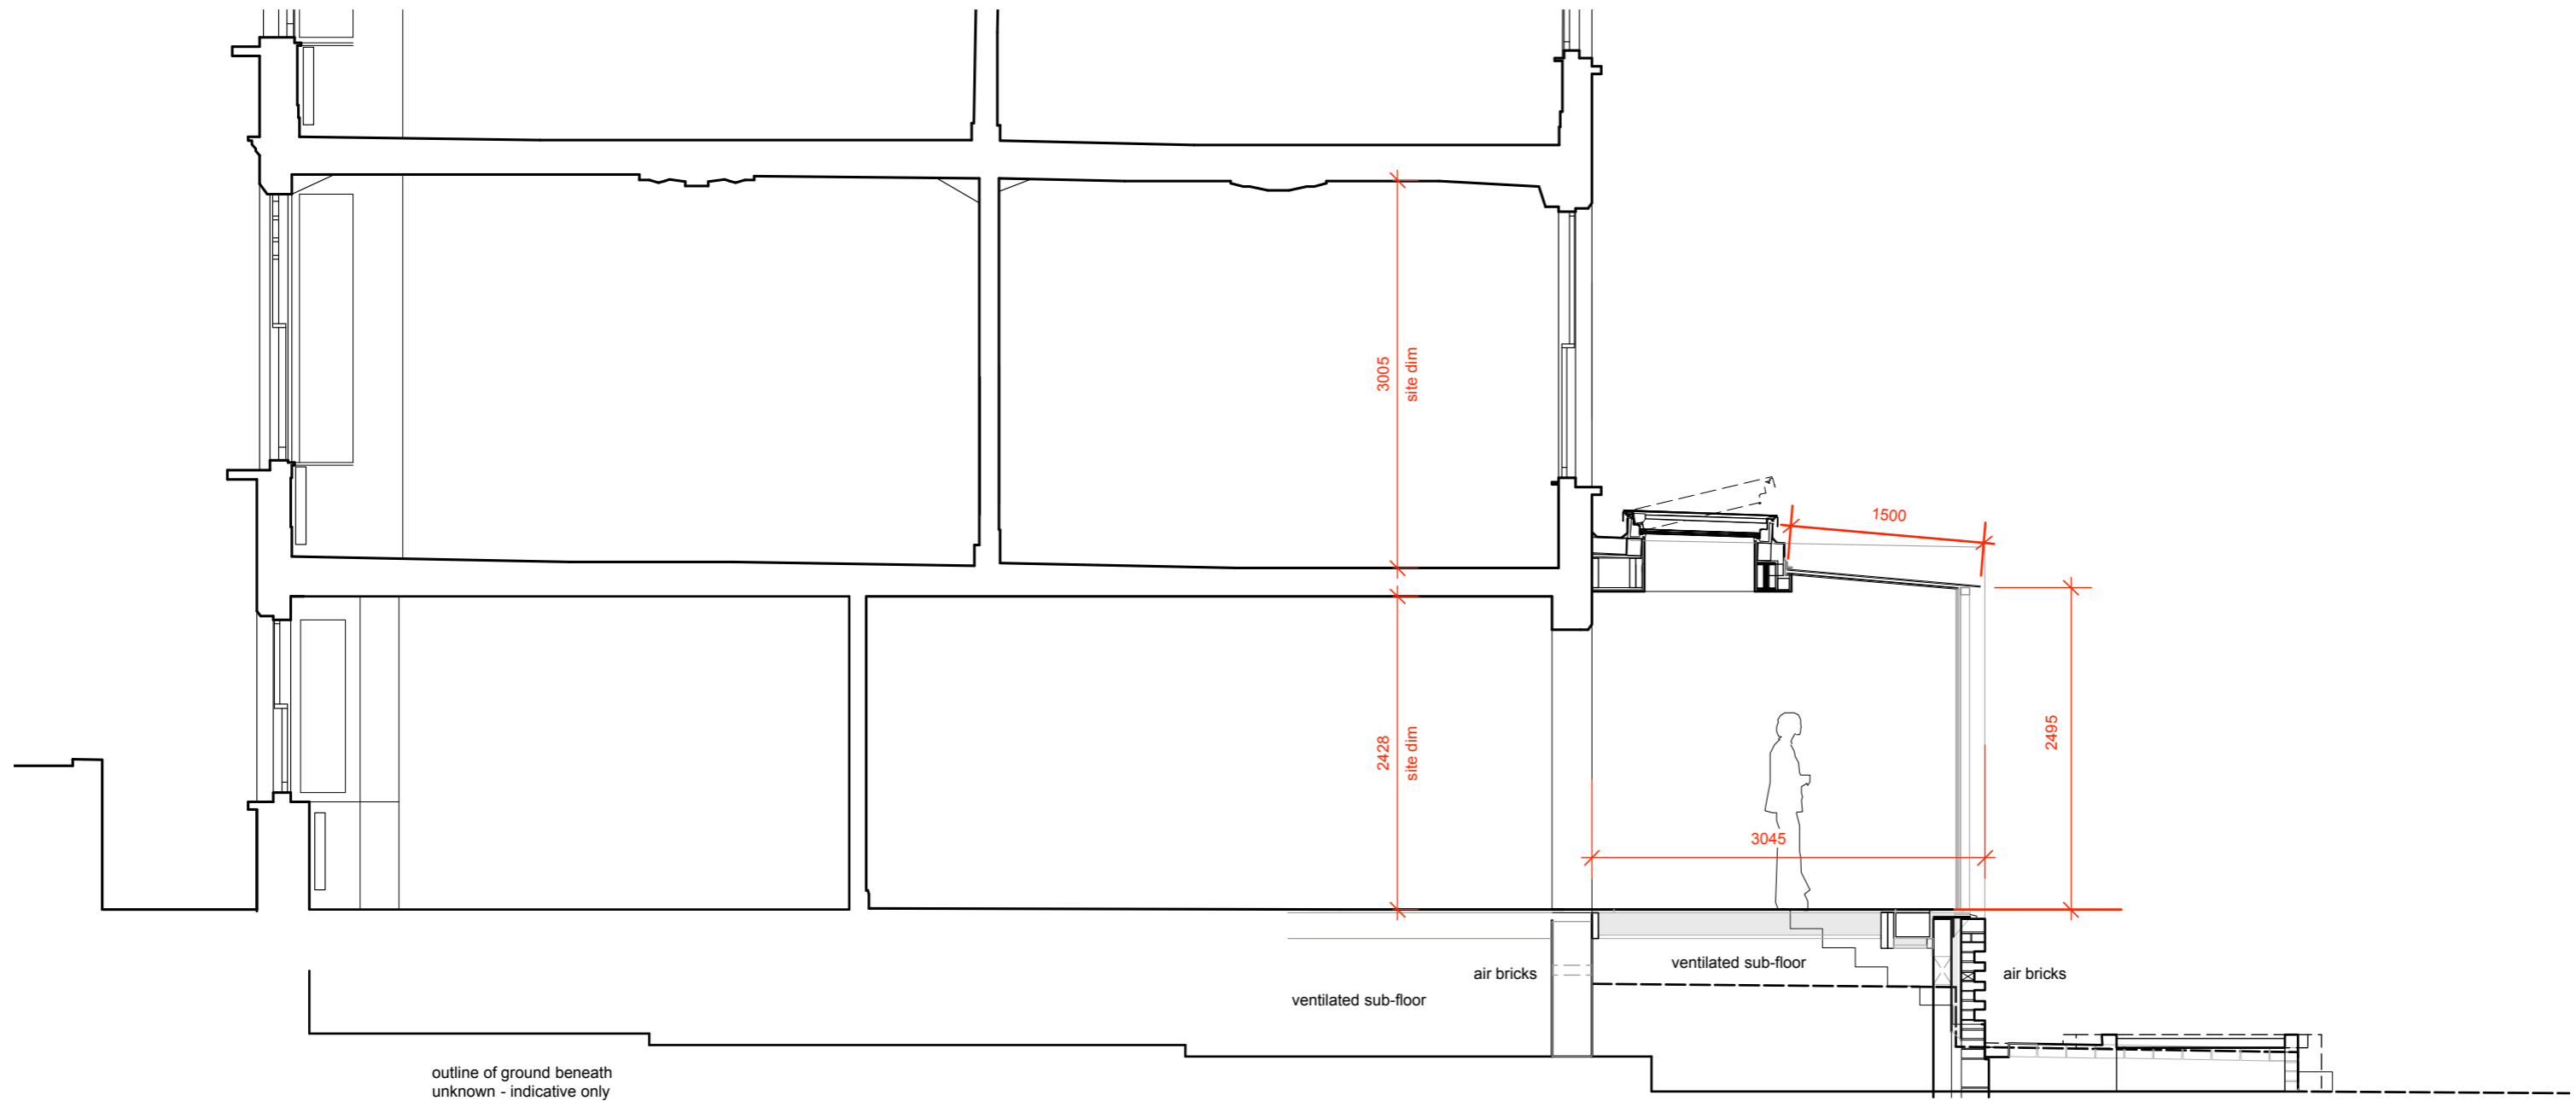 3005
site dim
1500
2428
site dim
2495
3045
air bricks
ventilated sub-floor
air bricks
ventilated sub-floor
outline of ground beneath
unknown - indicative only